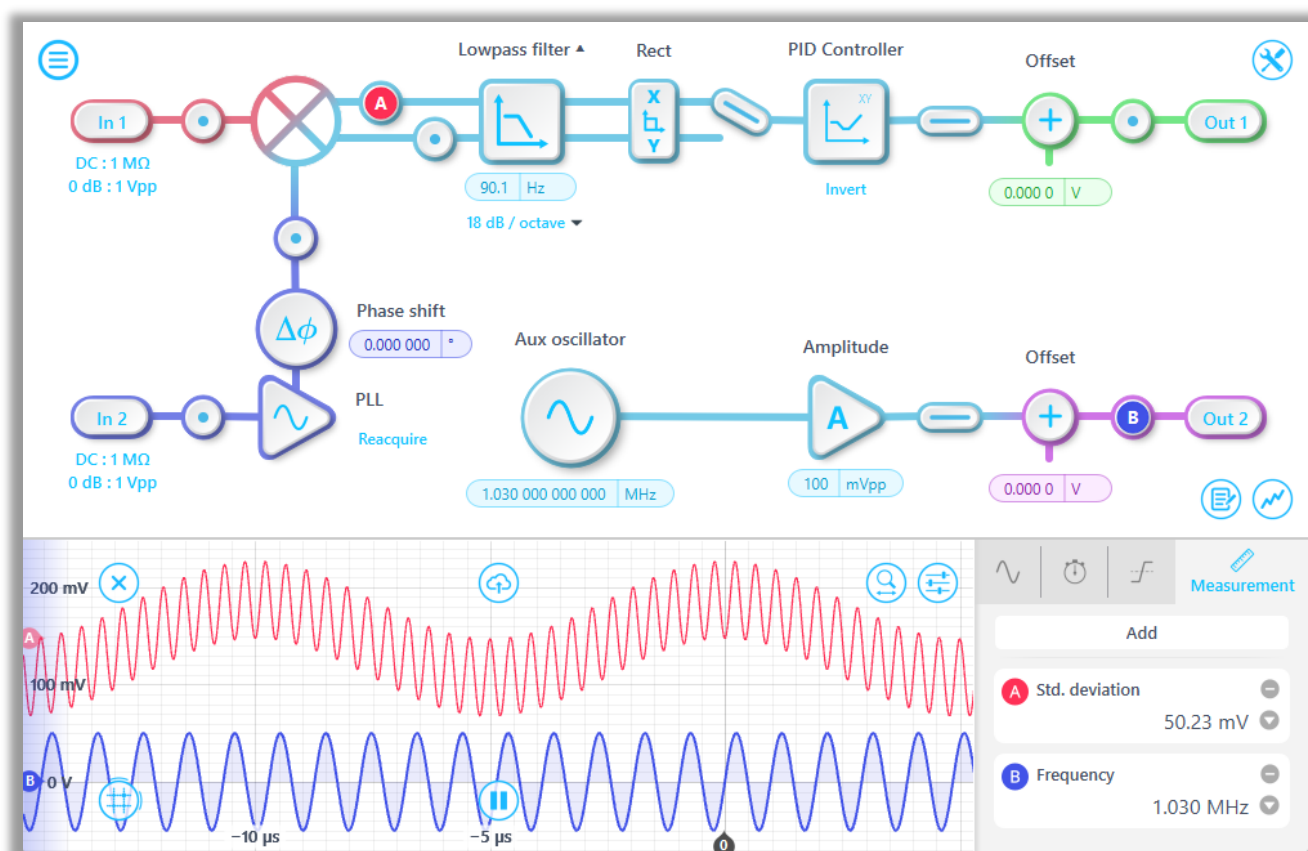 Lowpass filter ▲
Rect
PID Controller
Offset
In 1
A
X
Y
XY
+
Out 1
DC : 1 MΩ
0 dB : 1 Vpp
90.1 Hz
Invert
0.000 0 V
18 dB / octave ▼
Phase shift
Δϕ
0.000 000 °
Aux oscillator
Amplitude
Offset
PLL
In 2
A
+
B
Out 2
Reacquire
DC : 1 MΩ
0 dB : 1 Vpp
1.030 000 000 000 MHz
100 mVpp
0.000 0 V
200 mV
A
100 mV
B
0 V
−10 µs
−5 µs
0
Measurement
Add
A Std. deviation
50.23 mV
B Frequency
1.030 MHz